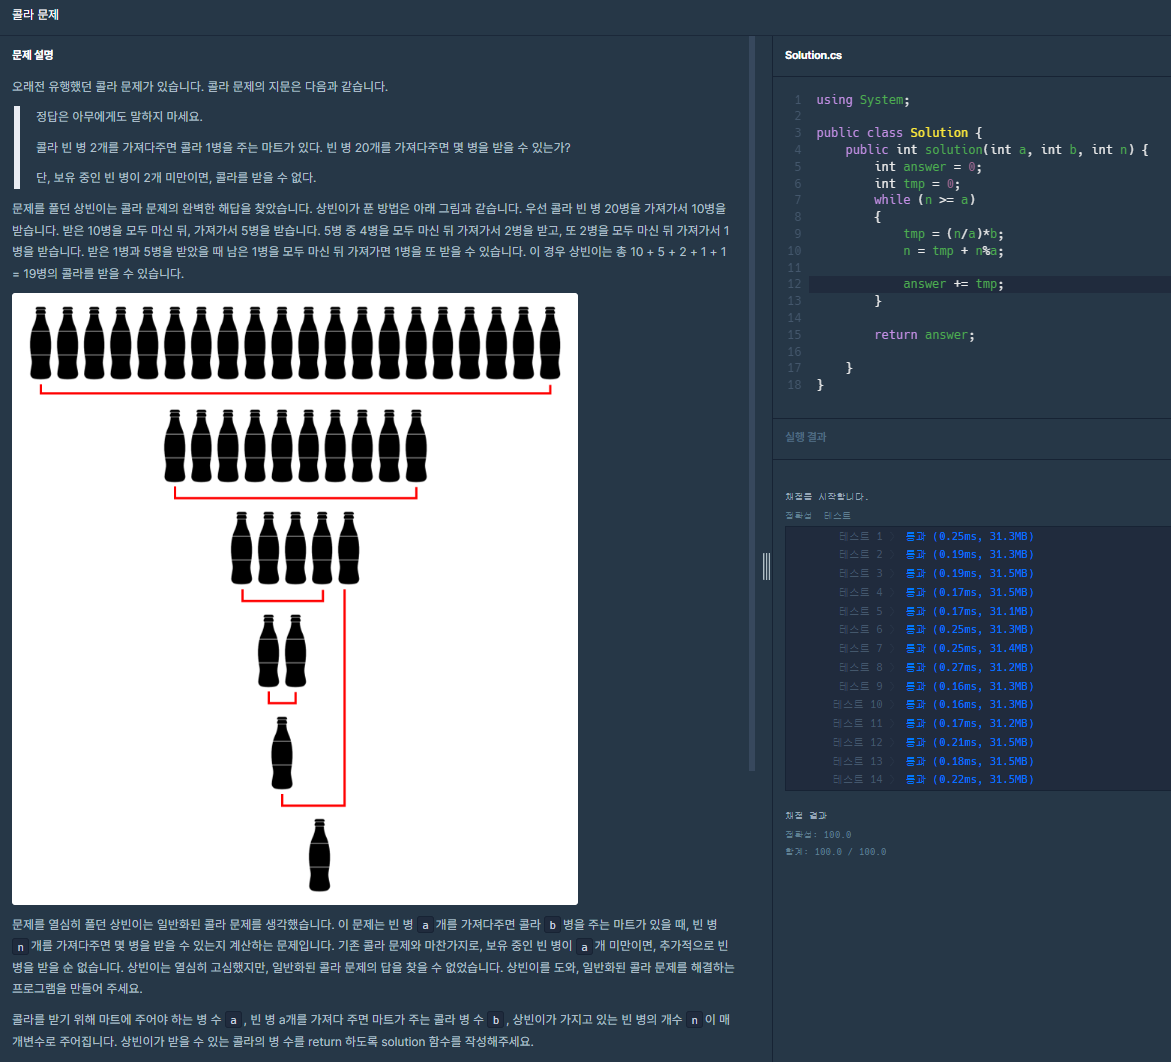 콜라 문제
문제 설명
오래전 유행했던 콜라 문제가 있습니다. 콜라 문제의 지문은 다음과 같습니다.
정답은 아무에게도 말하지 마세요.
콜라 빈 병 2개를 가져다주면 콜라 1병을 주는 마트가 있다. 빈 병 20개를 가져다주면 몇 병을 받을 수 있는가?
단, 보유 중인 빈 병이 2개 미만이면, 콜라를 받을 수 없다.
문제를 풀던 상빈이는 콜라 문제의 완벽한 해답을 찾았습니다. 상빈이가 푼 방법은 아래 그림과 같습니다. 우선 콜라 빈 병 20병을 가져가서 10병을
받습니다. 받은 10병을 모두 마신 뒤, 가져가서 5병을 받습니다. 5병 중 4병을 모두 마신 뒤 가져가서 2병을 받고, 또 2병을 모두 마신 뒤 가져가서 1
병을 받습니다. 받은 1병과 5병을 받았을 때 남은 1병을 모두 마신 뒤 가져가면 1병을 또 받을 수 있습니다. 이 경우 상빈이는 총 10 + 5 + 2 + 1 + 1
= 19병의 콜라를 받을 수 있습니다.
문제를 열심히 풀던 상빈이는 일반화된 콜라 문제를 생각했습니다. 이 문제는 빈 병 a 개를 가져다주면 콜라 b 병을 주는 마트가 있을 때, 빈 병
n 개를 가져다주면 몇 병을 받을 수 있는지 계산하는 문제입니다. 기존 콜라 문제와 마찬가지로, 보유 중인 빈 병이 a 개 미만이면, 추가적으로 빈
병을 받을 순 없습니다. 상빈이는 열심히 고심했지만, 일반화된 콜라 문제의 답을 찾을 수 없었습니다. 상빈이를 도와, 일반화된 콜라 문제를 해결하는
프로그램을 만들어 주세요.
콜라를 받기 위해 마트에 주어야 하는 병 수 a , 빈 병 a개를 가져다 주면 마트가 주는 콜라 병 수 b , 상빈이가 가지고 있는 빈 병의 개수 n 이 매
개변수로 주어집니다. 상빈이가 받을 수 있는 콜라의 병 수를 return 하도록 solution 함수를 작성해주세요.
Solution.cs
1 using System;
2
3 public class Solution {
4 public int solution(int a, int b, int n) {
5 int answer = 0;
6 int tmp = 0;
7 while (n >= a)
8 {
9 tmp = (n/a)*b;
10 n = tmp + n%a;
11
12 answer += tmp;
13 }
14
15 return answer;
16
17 }
18 }
실행 결과
채점을 시작합니다.
정확성 테스트
테스트 1 통과 (0.25ms, 31.3MB)
테스트 2 통과 (0.19ms, 31.3MB)
테스트 3 통과 (0.19ms, 31.5MB)
테스트 4 통과 (0.17ms, 31.5MB)
테스트 5 통과 (0.17ms, 31.1MB)
테스트 6 통과 (0.25ms, 31.3MB)
테스트 7 통과 (0.25ms, 31.4MB)
테스트 8 통과 (0.27ms, 31.2MB)
테스트 9 통과 (0.16ms, 31.3MB)
테스트 10 통과 (0.16ms, 31.3MB)
테스트 11 통과 (0.17ms, 31.2MB)
테스트 12 통과 (0.21ms, 31.5MB)
테스트 13 통과 (0.18ms, 31.5MB)
테스트 14 통과 (0.22ms, 31.5MB)
채점 결과
정확성: 100.0
합계: 100.0 / 100.0